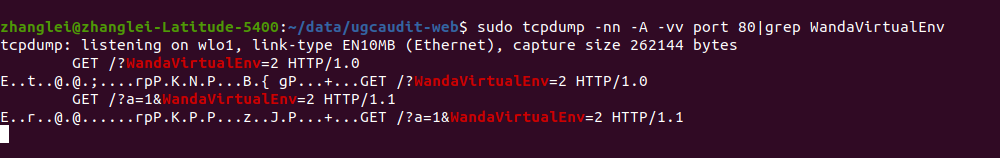 zhanglei@zhanglei-Latitude-5400:~/data/ugcaudit-web$ sudo tcpdump -nn -A -vv port 80|grep WandaVirtualEnv
tcpdump: listening on wlo1, link-type EN10MB (Ethernet), capture size 262144 bytes
        GET /?WandaVirtualEnv=2 HTTP/1.0
E..t..@.@.;....rpP.K.N.P...B.{ gP...+...GET /?WandaVirtualEnv=2 HTTP/1.0
        GET /?a=1&WandaVirtualEnv=2 HTTP/1.1
E..r..@.@......rpP.K.P.P...z..J.P...+...GET /?a=1&WandaVirtualEnv=2 HTTP/1.1